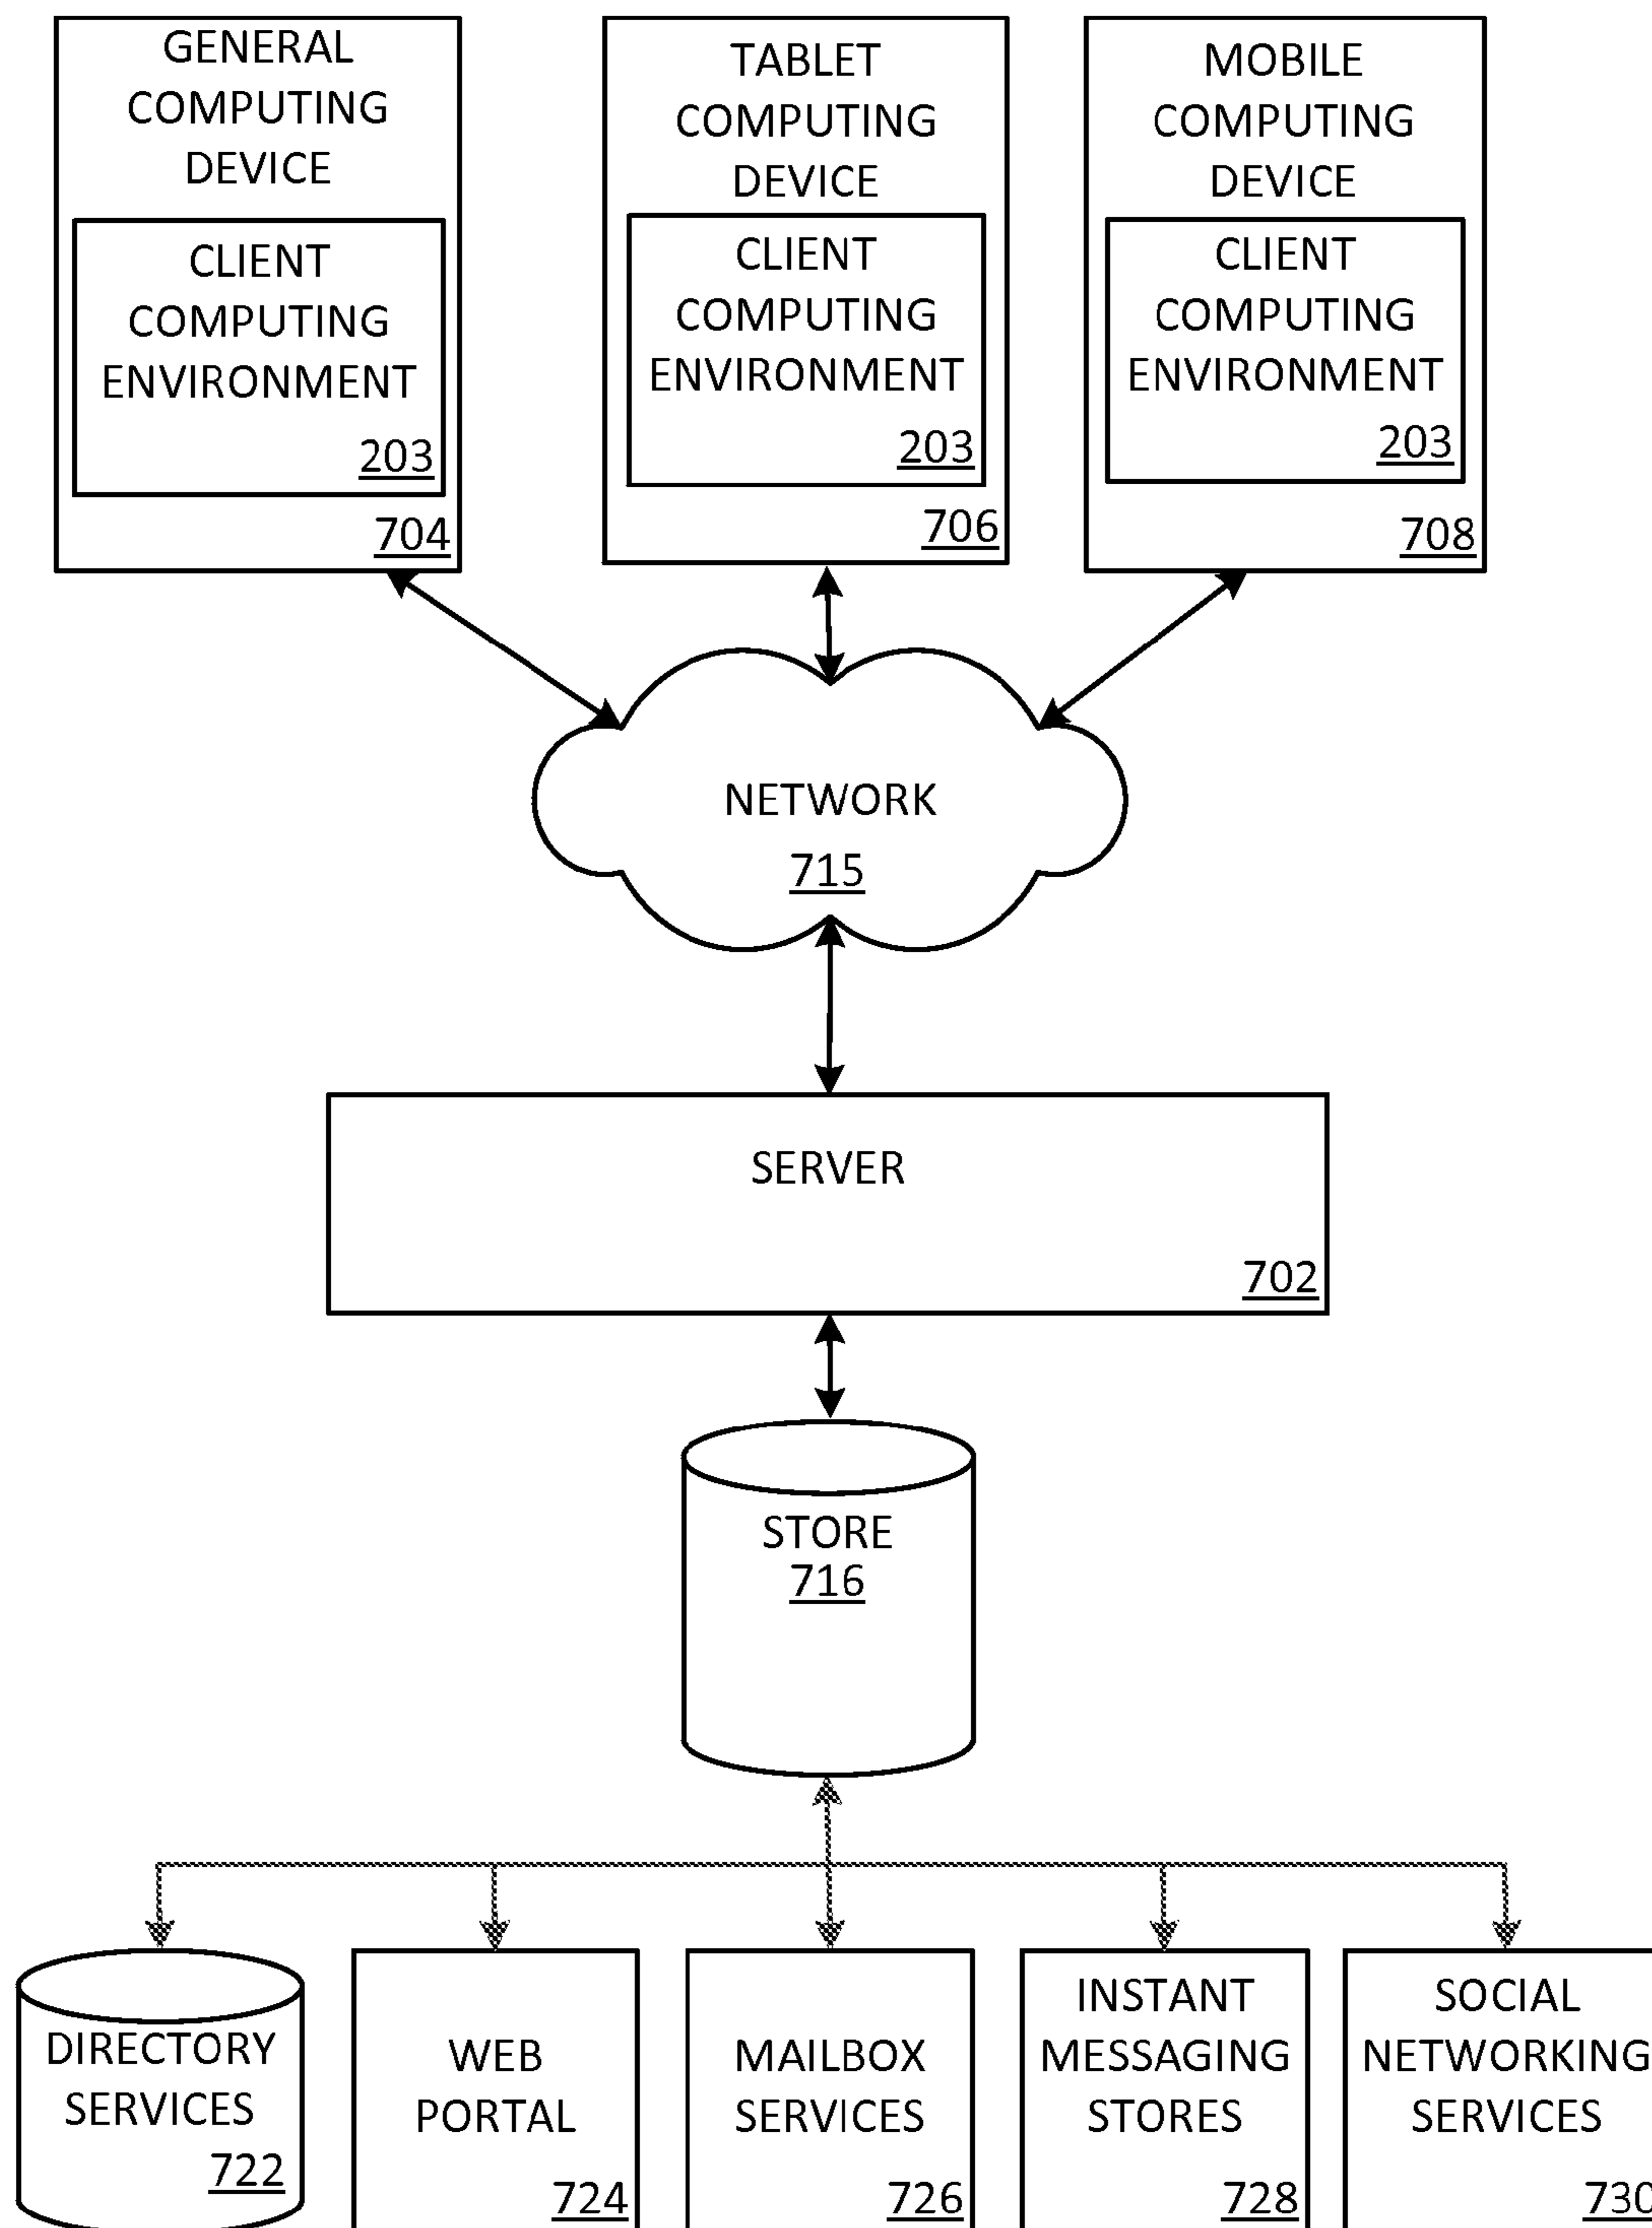 GENERAL
COMPUTING
DEVICE
CLIENT
COMPUTING
ENVIRONMENT
203
704
TABLET
COMPUTING
DEVICE
CLIENT
COMPUTING
ENVIRONMENT
203
706
MOBILE
COMPUTING
DEVICE
CLIENT
COMPUTING
ENVIRONMENT
203
708
NETWORK
715
SERVER
702
STORE
716
DIRECTORY
SERVICES
722
WEB
PORTAL
724
MAILBOX
SERVICES
726
INSTANT
MESSAGING
STORES
728
SOCIAL
NETWORKING
SERVICES
730